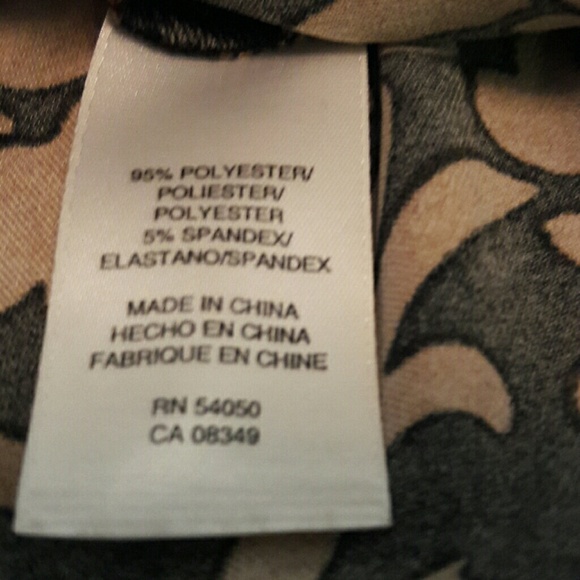 95% POLYESTER/
POLIESTER/
POLYESTER
5% SPANDEX/
ELASTANO/SPANDEX
MADE IN CHINA
HECHO EN CHINA
FABRIQUE EN CHINE
RN 54050
CA 08349